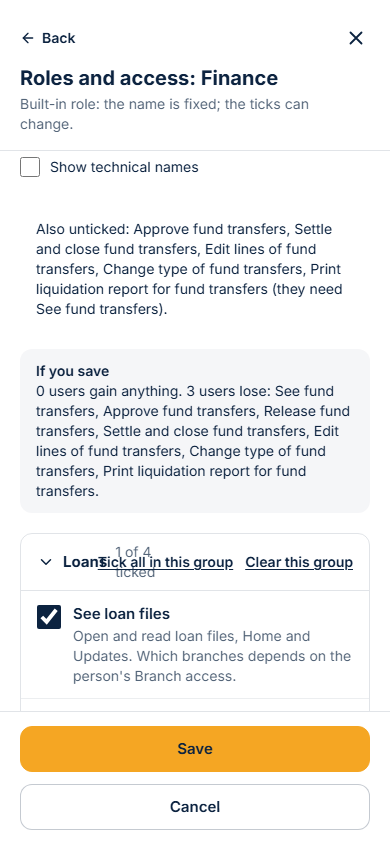 Back
Roles and access: Finance
Built-in role: the name is fixed; the ticks can
change.
Show technical names
Also unticked: Approve fund transfers, Settle
and close fund transfers, Edit lines of fund
transfers, Change type of fund transfers, Print
liquidation report for fund transfers (they need
See fund transfers).
If you save
0 users gain anything. 3 users lose: See fund
transfers, Approve fund transfers, Release fund
transfers, Settle and close fund transfers, Edit
lines of fund transfers, Change type of fund
transfers, Print liquidation report for fund
transfers.
Loans
1 of 4
ticked
Tick all in this group
Clear this group
See loan files
Open and read loan files, Home and
Updates. Which branches depends on the
person's Branch access.
Save
Cancel